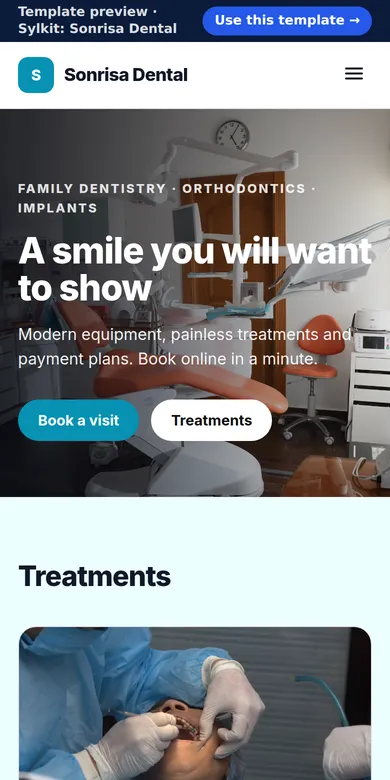 Template preview ·
Sylkit: Sonrisa Dental
Use this template →
S
Sonrisa Dental
FAMILY DENTISTRY · ORTHODONTICS ·
IMPLANTS
A smile you will want
to show
Modern equipment, painless treatments and
payment plans. Book online in a minute.
Book a visit
Treatments
Treatments